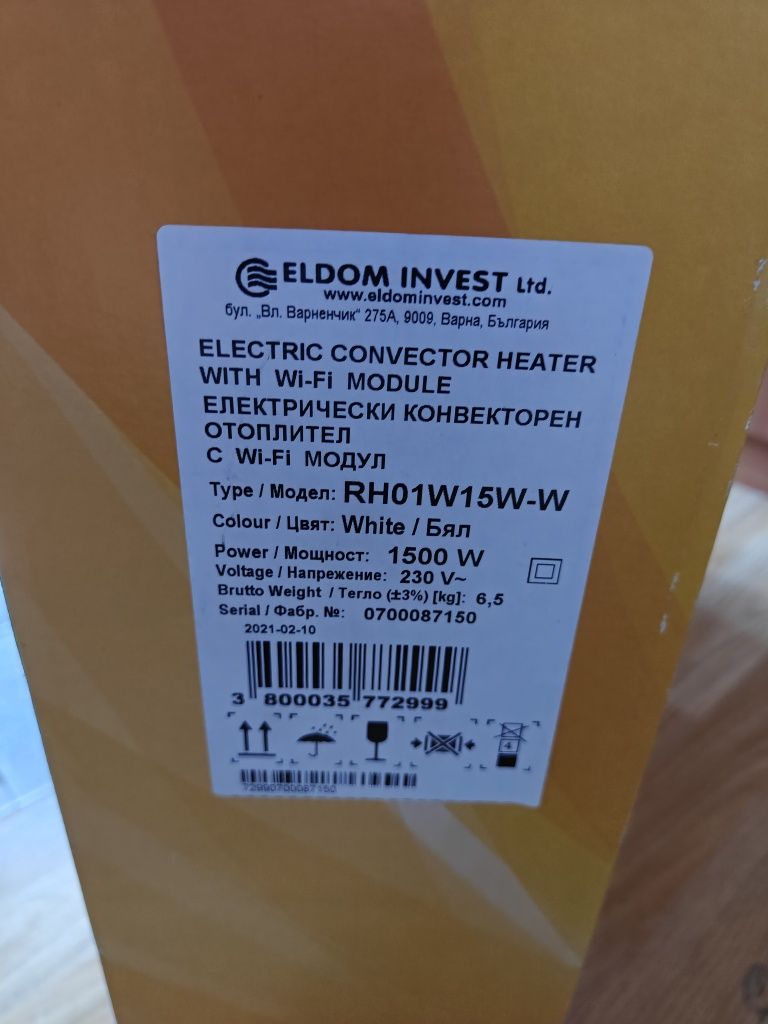 ELDOM INVEST Ltd.
www.eldominvest.com
бул. „Вл. Варненчик" 275А, 9009, Варна, България
ELECTRIC CONVECTOR HEATER
WITH Wi-Fi MODULE
ЕЛЕКТРИЧЕСКИ КОНВЕКТОРЕН
ОТОПЛИТЕЛ
С Wi-Fi МОДУЛ
Type / Модел: RH01W15W-W
Colour / Цвят: White / Бял
Power / Мощност: 1500 W
Voltage / Напрежение: 230 V~
Brutto Weight / Тегло (±3%) [kg]: 6,5
Serial / Фабр. №: 0700087150
2021-02-10
3 800035 772999
4
72990700087150